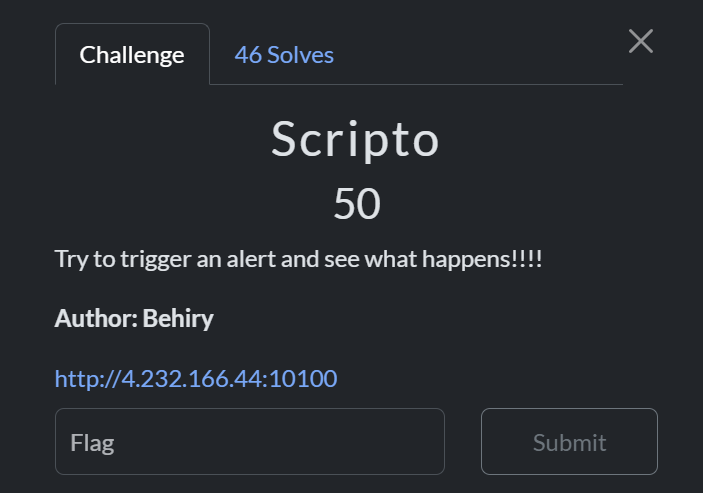 Challenge
46 Solves
Scripto
50
Try to trigger an alert and see what happens!!!!
Author: Behiry
http://4.232.166.44:10100
Flag
Submit